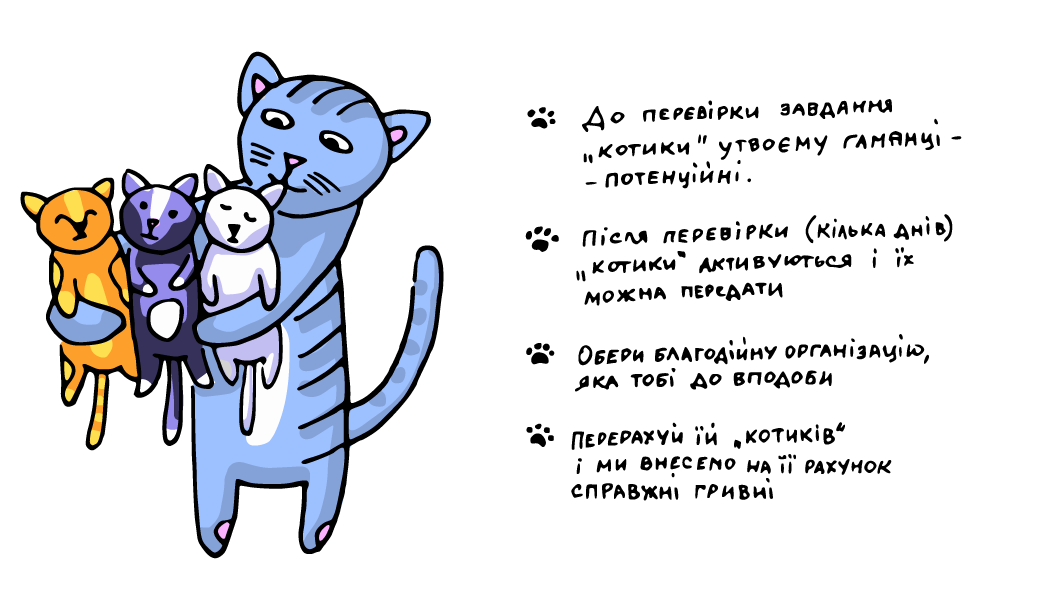 До перевірки завдання
„котики" утвоєму гаманці -
- потенційні.
Після перевірки (кілька днів)
„котики" активуються і їх
можна передати
Обери благодійну організацію,
яка тобі до вподоби
Перерахуй їй „котиків"
і ми внесемо на її рахунок
справжні гривні